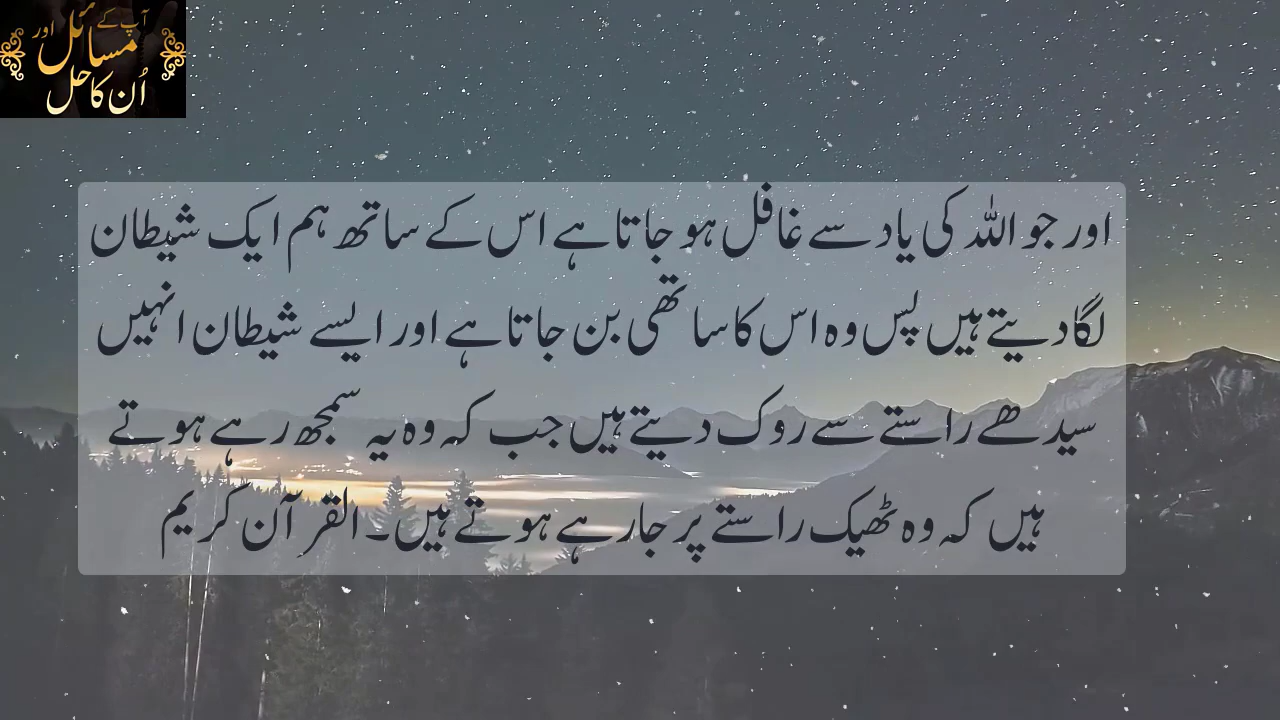 آپ کے
مسائل اور
اُن کا حل
اور جو اللہ کی یاد سے غافل ہو جاتا ہے اس کے ساتھ ہم ایک شیطان
لگا دیتے ہیں پس وہ اس کا ساتھی بن جاتا ہے اور ایسے شیطان انہیں
سیدھے راستے سے روک دیتے ہیں جب کہ وہ یہ سمجھ رہے ہوتے
ہیں کہ وہ ٹھیک راستے پر جا رہے ہوتے ہیں۔ القرآن کریم